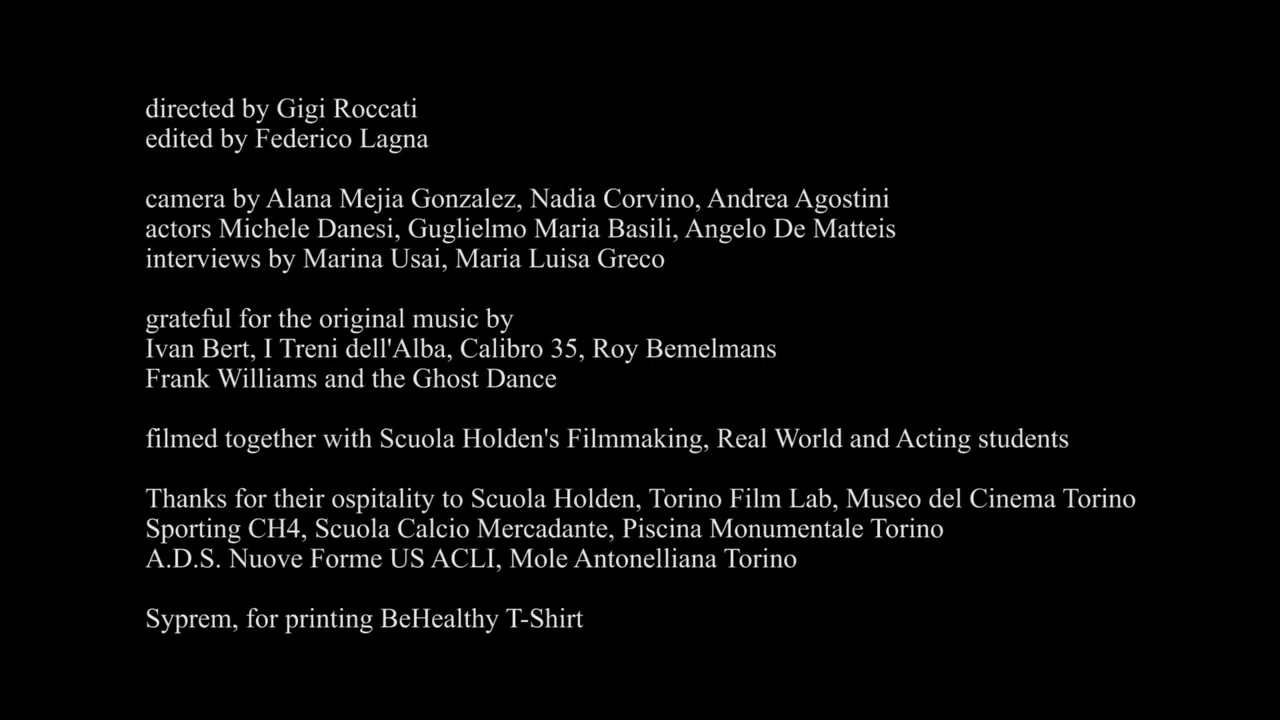 directed by Gigi Roccati
edited by Federico Lagna
camera by Alana Mejia Gonzalez, Nadia Corvino, Andrea Agostini
actors Michele Danesi, Guglielmo Maria Basili, Angelo De Matteis
interviews by Marina Usai, Maria Luisa Greco
grateful for the original music by
Ivan Bert, I Treni dell'Alba, Calibro 35, Roy Bemelmans
Frank Williams and the Ghost Dance
filmed together with Scuola Holden's Filmmaking, Real World and Acting students
Thanks for their ospitality to Scuola Holden, Torino Film Lab, Museo del Cinema Torino
Sporting CH4, Scuola Calcio Mercadante, Piscina Monumentale Torino
A.D.S. Nuove Forme US ACLI, Mole Antonelliana Torino
Syprem, for printing BeHealthy T-Shirt